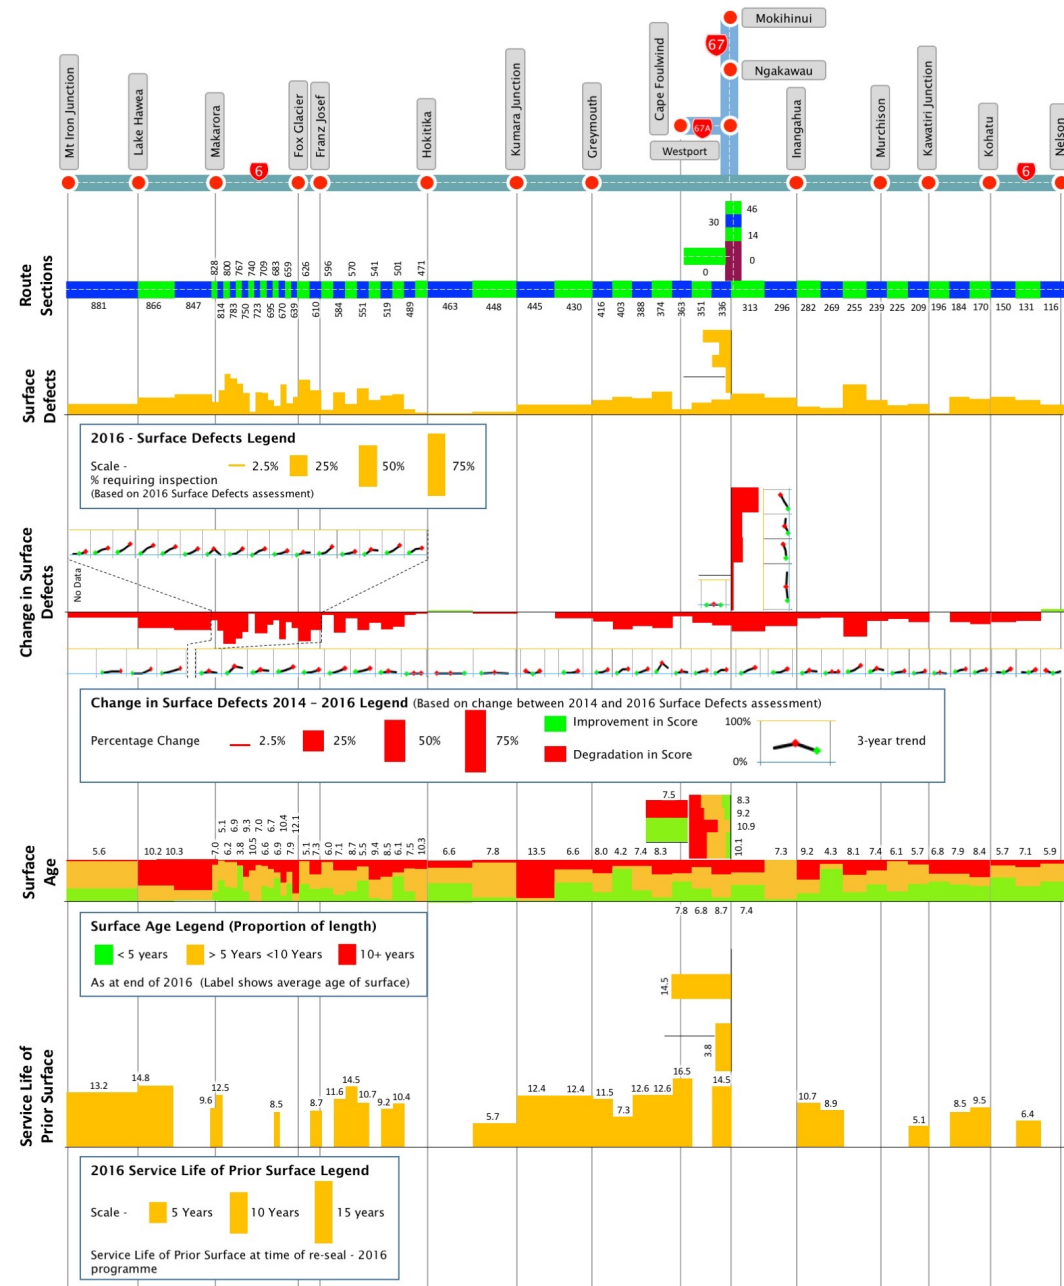 Mokihinui
67
Ngakawau
Cape Foulwind
67A
Westport
Mt Iron Junction
Lake Hawea
Makarora
6
Fox Glacier
Franz Josef
Hokitika
Kumara Junction
Greymouth
Inangahua
Murchison
Kawatiri Junction
Kohatu
6
Nelson
Route
Sections
46
30
14
0
0
828 800 767 740 709 683 659 626 596 570 541 501 471
881 866 847 814 783 750 723 695 670 639 610 584 551 519 489 463 448 445 430 416 403 388 374 363 351 336 313 296 282 269 255 239 225 209 196 184 170 150 131 116
Surface
Defects
2016 - Surface Defects Legend
Scale - 2.5% 25% 50% 75%
% requiring inspection
(Based on 2016 Surface Defects assessment)
Change in Surface
Defects
No Data
Change in Surface Defects 2014 – 2016 Legend (Based on change between 2014 and 2016 Surface Defects assessment)
Percentage Change 2.5% 25% 50% 75%
Improvement in Score
Degradation in Score
100%
0%
3-year trend
Surface
Age
7.5
8.3
9.2
10.9
10.1
5.1 6.9 9.3 7.0 6.7 10.4 12.1
5.6 10.2 10.3 7.0 6.2 3.8 10.5 6.6 6.9 7.9 5.1 7.3 6.0 7.1 8.7 5.5 9.4 8.5 6.1 7.5 10.3 6.6 7.8 13.5 6.6 8.0 4.2 7.4 8.3 7.3 9.2 4.3 8.1 7.4 6.1 5.7 6.8 7.9 8.4 5.7 7.1 5.9
7.8 6.8 8.7 7.4
Surface Age Legend (Proportion of length)
< 5 years > 5 Years <10 Years 10+ years
As at end of 2016 (Label shows average age of surface)
Service Life of
Prior Surface
14.5
3.8
13.2 14.8 9.6 12.5 8.5 8.7 11.6 14.5 10.7 9.2 10.4 5.7 12.4 12.4 11.5 7.3 12.6 12.6 16.5 14.5 10.7 8.9 5.1 8.5 9.5 6.4
2016 Service Life of Prior Surface Legend
Scale - 5 Years 10 Years 15 years
Service Life of Prior Surface at time of re-seal - 2016
programme